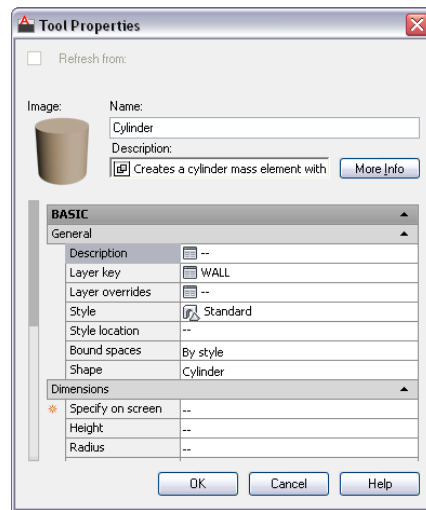 Tool Properties
Refresh from:
Image:
Name:
Cylinder
Description:
Creates a cylinder mass element with
More Info
BASIC
General
Description --
Layer key WALL
Layer overrides --
Style Standard
Style location --
Bound spaces By style
Shape Cylinder
Dimensions
Specify on screen --
Height --
Radius --
OK Cancel Help